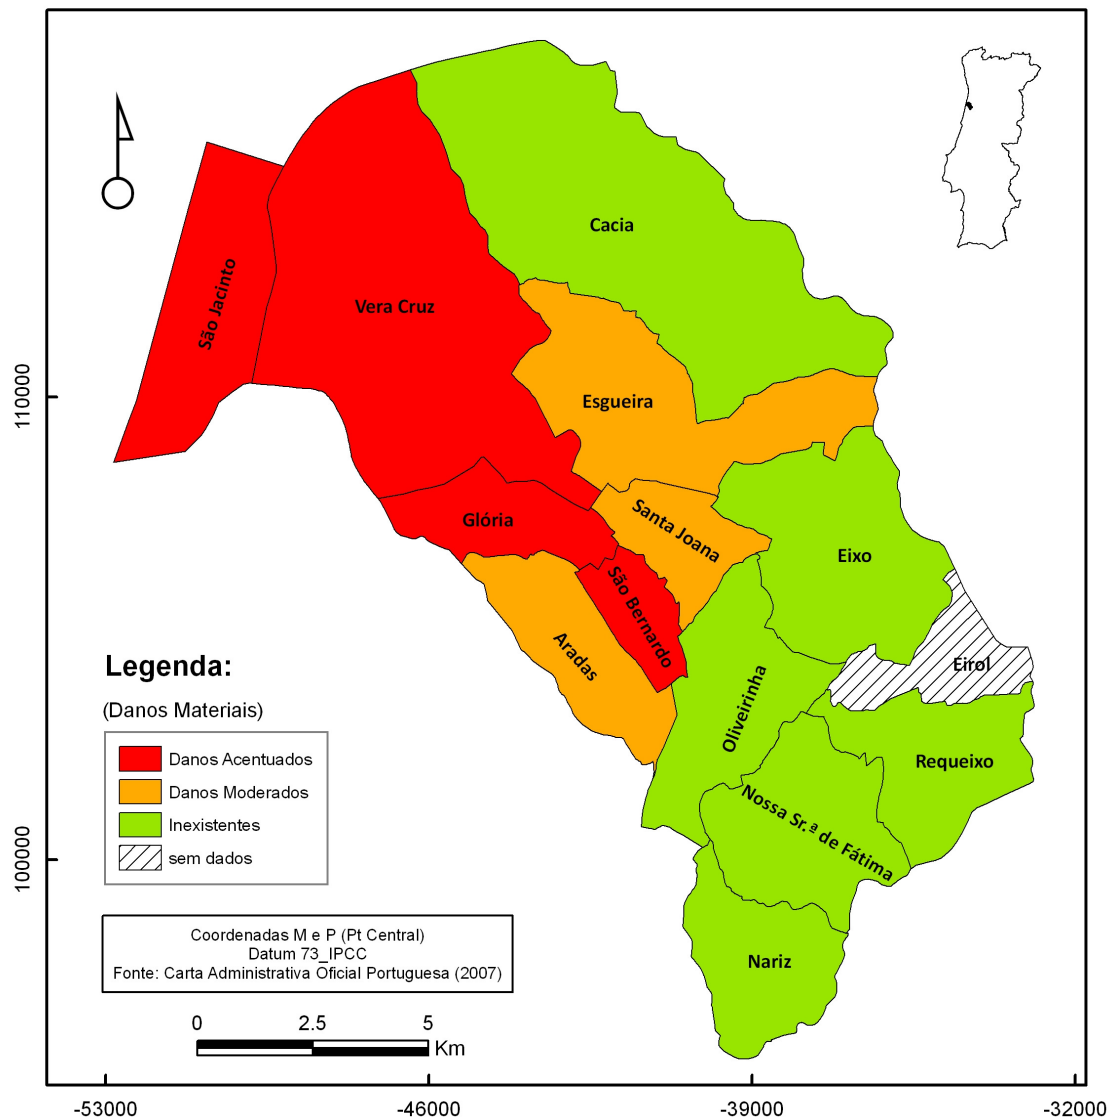 Cacia
São Jacinto
Vera Cruz
Esgueira
Santa Joana
Glória
Eixo
São Bernardo
Aradas
Eirol
Oliveirinha
Requeixo
Nossa Sr.ª de Fátima
Nariz
Legenda:
(Danos Materiais)
Danos Acentuados
Danos Moderados
Inexistentes
sem dados
Coordenadas M e P (Pt Central)
Datum 73_IPCC
Fonte: Carta Administrativa Oficial Portuguesa (2007)
0 2.5 5
Km
110000
100000
-53000 -46000 -39000 -32000